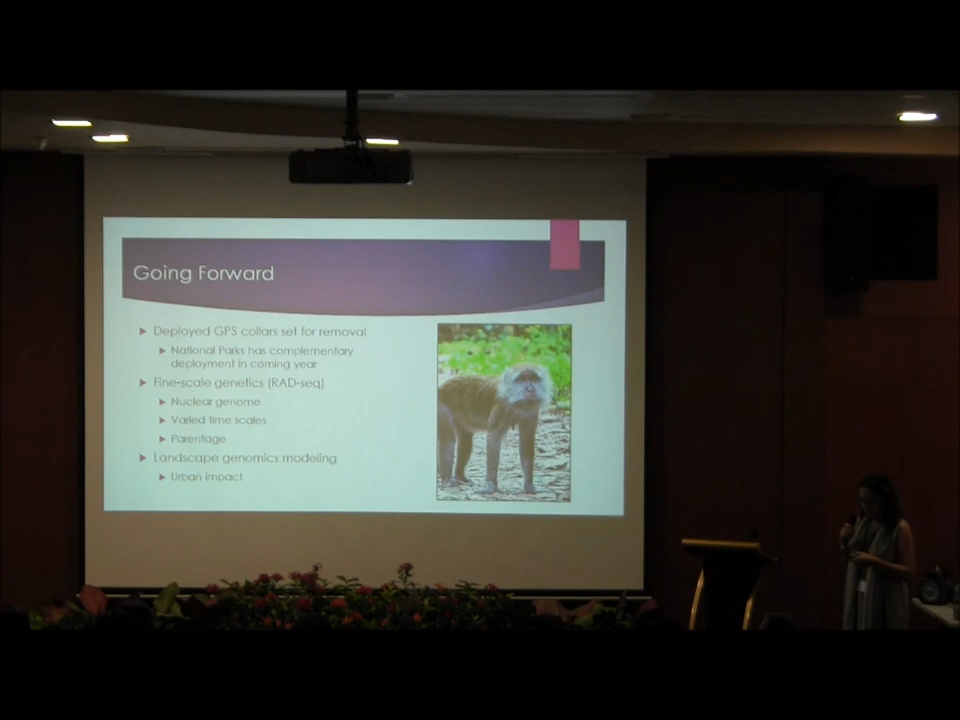 Going Forward
Deployed GPS collars set for removal
National Parks has complementary
deployment in coming year
Fine-scale genetics (RAD-seq)
Nuclear genome
Varied time scales
Parentage
Landscape genomics modeling
Urban impact